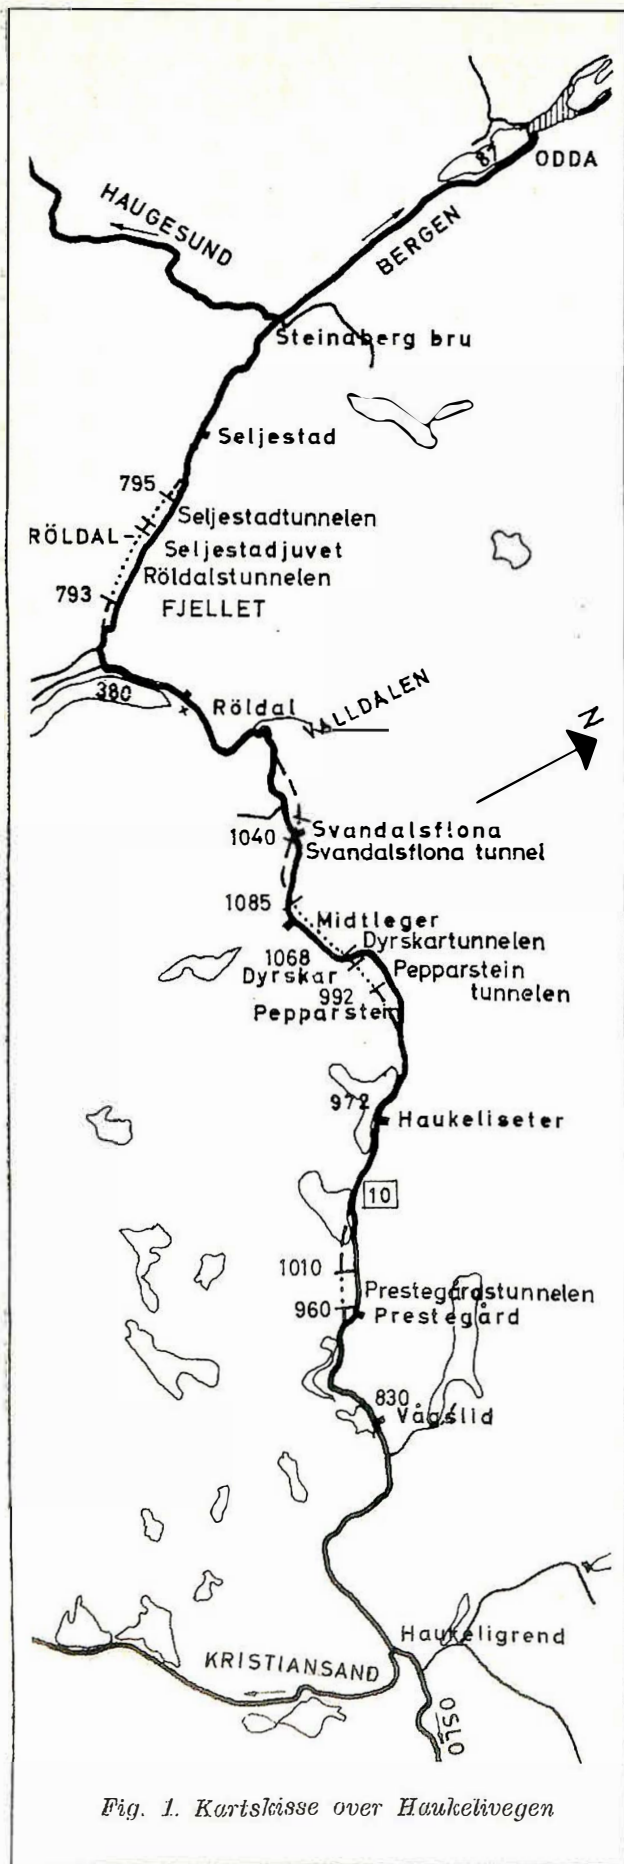 87
ODDA
HAUGESUND
BERGEN
Steinaberg bru
Seljestad
795
Seljestadtunnelen
RÖLDAL
Seljestadjuvet
Röldalstunnelen
793
FJELLET
380
Röldal
VALLDALEN
N
Svandalsflona
1040
Svandalsflona tunnel
1085
Midtleger
Dyrskartunnelen
1068
Dyrskar
Pepparstein
tunnelen
992
Pepparstein
972
Haukeliseter
10
1010
Prestegårdstunnelen
960
Prestegård
830
Vågslid
Haukeligrend
KRISTIANSAND
OSLO
Fig. 1. Kartskisse over Haukelivegen